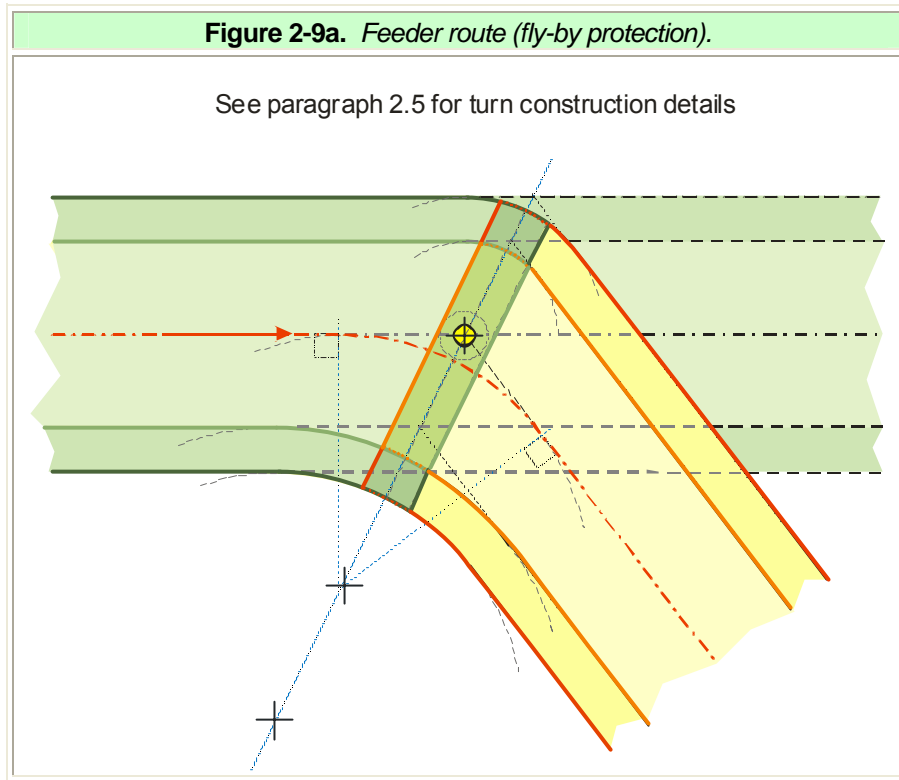 Figure 2-9a. Feeder route (fly-by protection).
See paragraph 2.5 for turn construction details